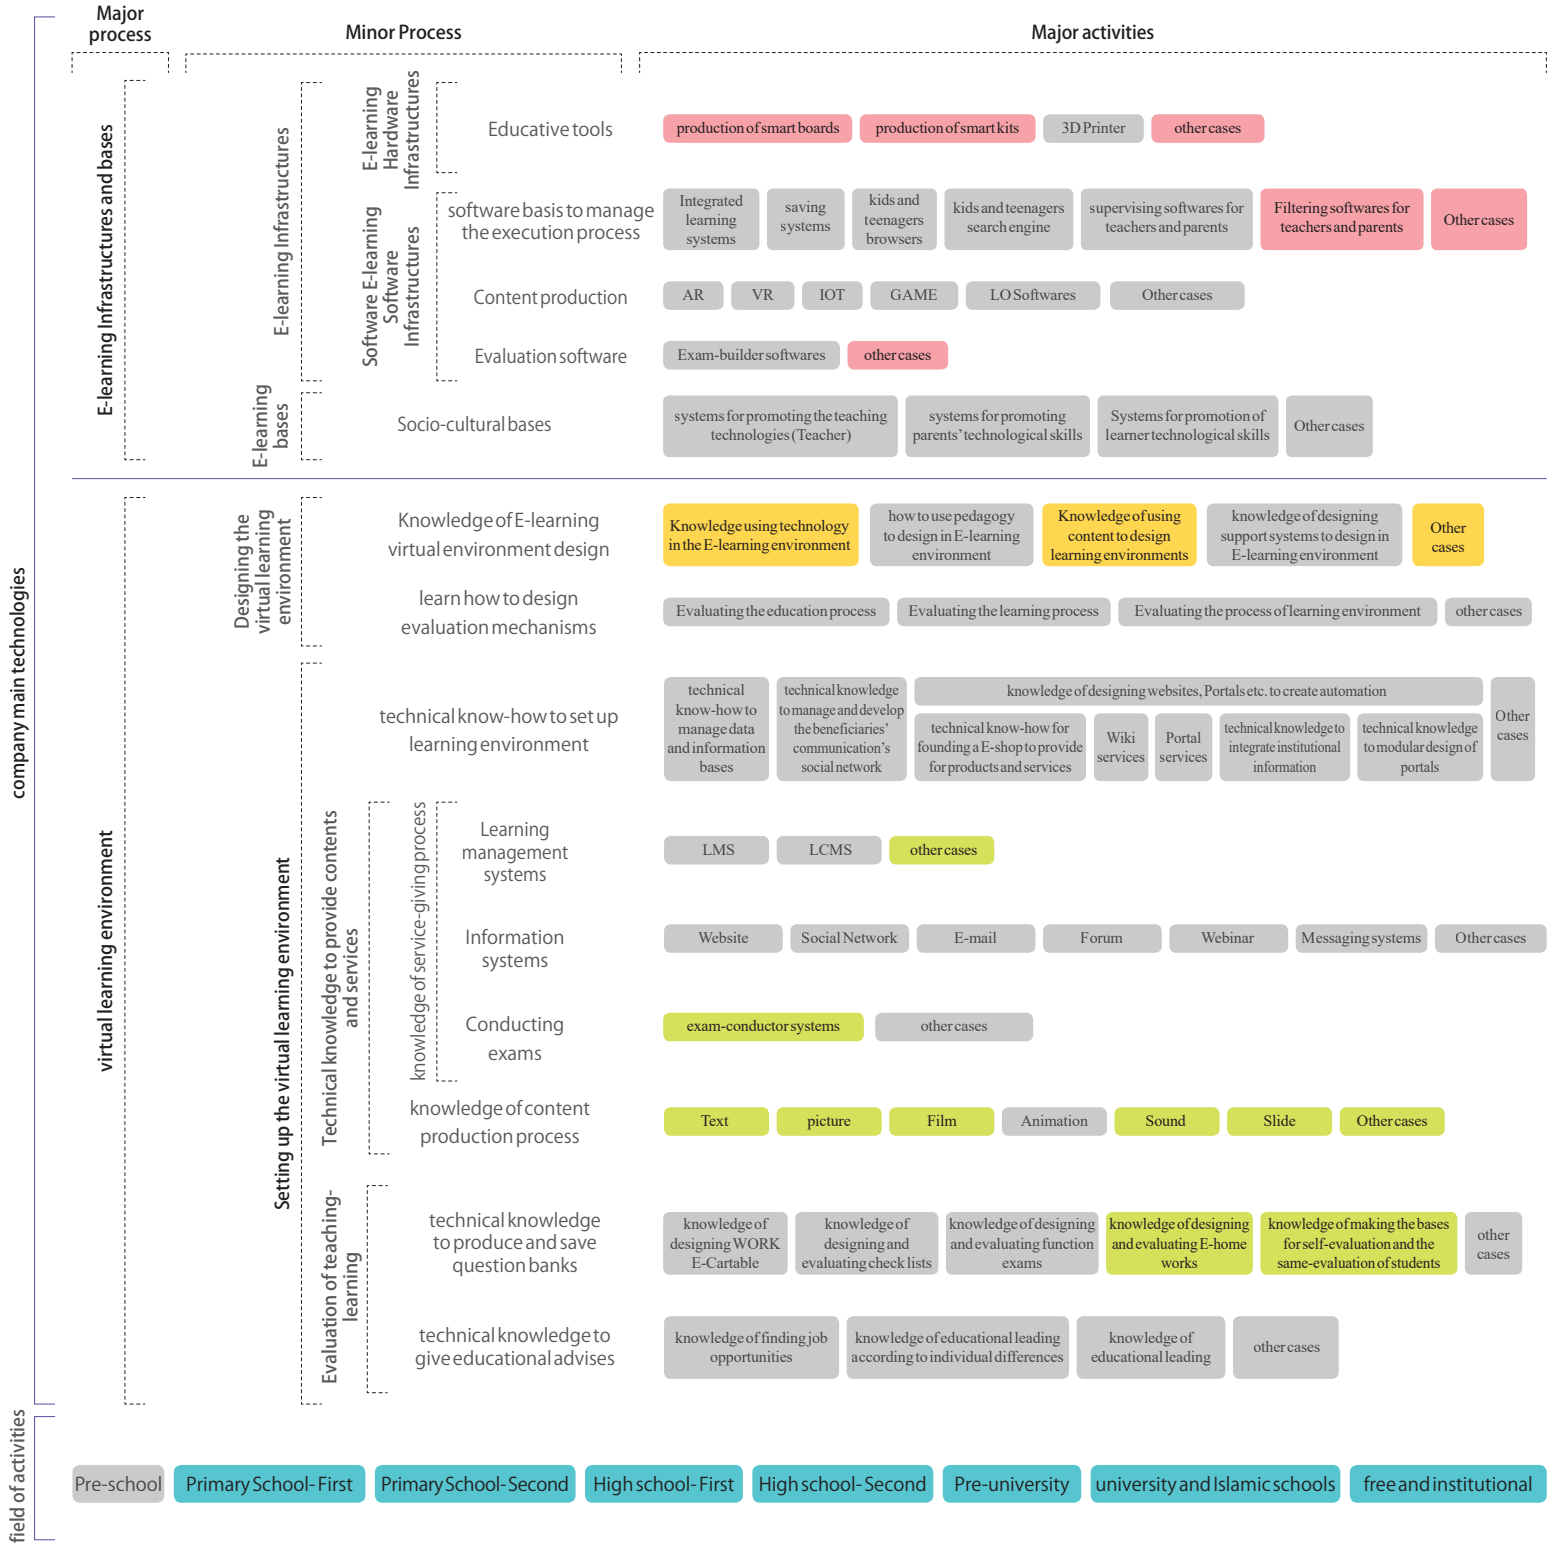 Major
process
Minor Process
Major activities
company main technologies
E-learning Infrastructures and bases
E-learning Infrastructures
E-learning
Hardware
Infrastructures
Educative tools
production of smart boards
production of smart kits
3D Printer
other cases
Software E-learning
Software
Infrastructures
software basis to manage
the execution process
Integrated
learning
systems
saving
systems
kids and
teenagers
browsers
kids and teenagers
search engine
supervising softwares for
teachers and parents
Filtering softwares for
teachers and parents
Other cases
Content production
AR
VR
IOT
GAME
LO Softwares
Other cases
Evaluation software
Exam-builder softwares
other cases
E-learning
bases
Socio-cultural bases
systems for promoting the teaching
technologies (Teacher)
systems for promoting
parents' technological skills
Systems for promotion of
learner technological skills
Other cases
virtual learning environment
Designing the
virtual learning
environment
Knowledge of E-learning
virtual environment design
Knowledge using technology
in the E-learning environment
how to use pedagogy
to design in E-learning
environment
Knowledge of using
content to design
learning environments
knowledge of designing
support systems to design in
E-learning environment
Other
cases
learn how to design
evaluation mechanisms
Evaluating the education process
Evaluating the learning process
Evaluating the process of learning environment
other cases
Setting up the virtual learning environment
technical know-how to set up
learning environment
technical
know-how to
manage data
and information
bases
technical knowledge
to manage and develop
the beneficiaries'
communication's
social network
knowledge of designing websites, Portals etc. to create automation
technical know-how for
founding a E-shop to provide
for products and services
Wiki
services
Portal
services
technical knowledge to
integrate institutional
information
technical knowledge
to modular design of
portals
Other
cases
Technical knowledge to provide contents
and services
knowledge of service-giving process
Learning
management
systems
LMS
LCMS
other cases
Information
systems
Website
Social Network
E-mail
Forum
Webinar
Messaging systems
Other cases
Conducting
exams
exam-conductor systems
other cases
knowledge of content
production process
Text
picture
Film
Animation
Sound
Slide
Other cases
Evaluation of teaching-
learning
technical knowledge
to produce and save
question banks
knowledge of
designing WORK
E-Cartable
knowledge of
designing and
evaluating check lists
knowledge of designing
and evaluating function
exams
knowledge of designing
and evaluating E-home
works
knowledge of making the bases
for self-evaluation and the
same-evaluation of students
other
cases
technical knowledge to
give educational advises
knowledge of finding job
opportunities
knowledge of educational leading
according to individual differences
knowledge of
educational leading
other cases
field of activities
Pre-school
Primary School- First
Primary School- Second
High school- First
High school- Second
Pre-university
university and Islamic schools
free and institutional